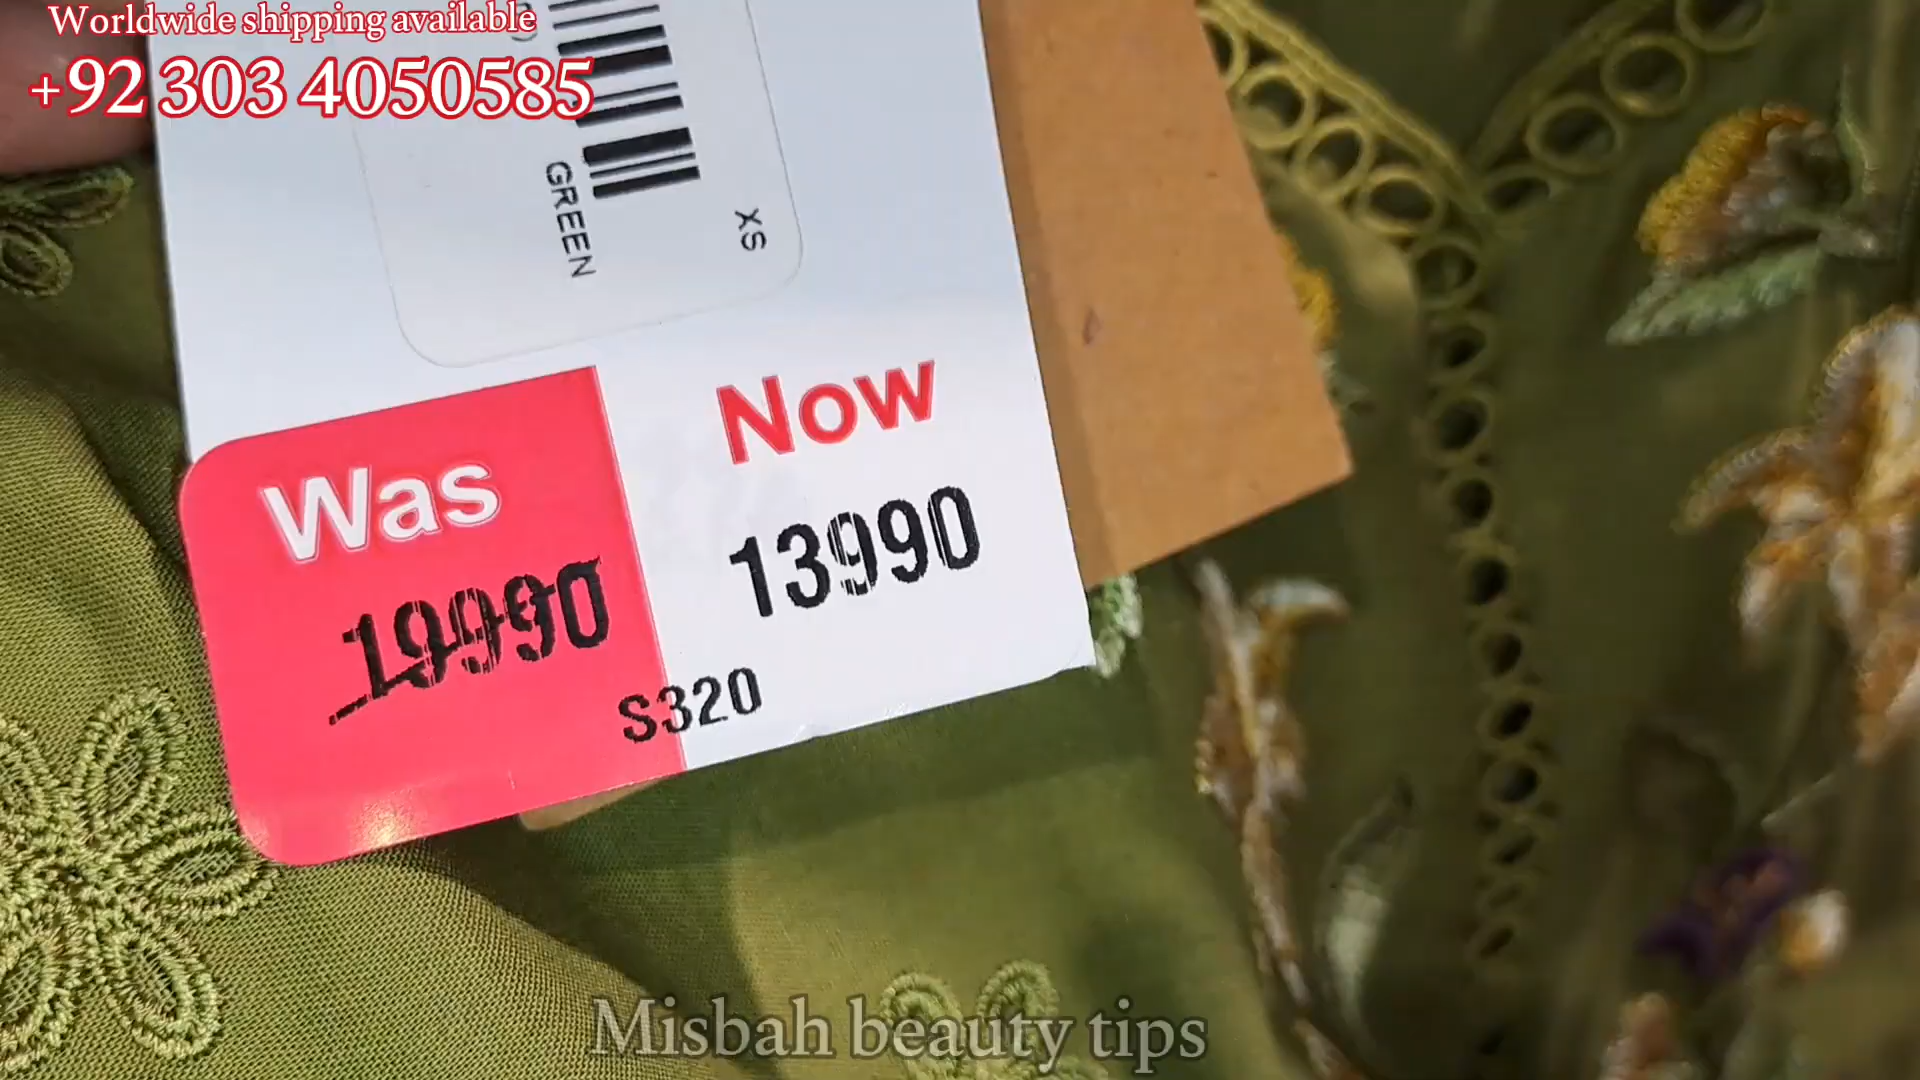 Worldwide shipping available
+92 303 4050585
GREEN
XS
Was
Now
19990
13990
S320
Misbah beauty tips